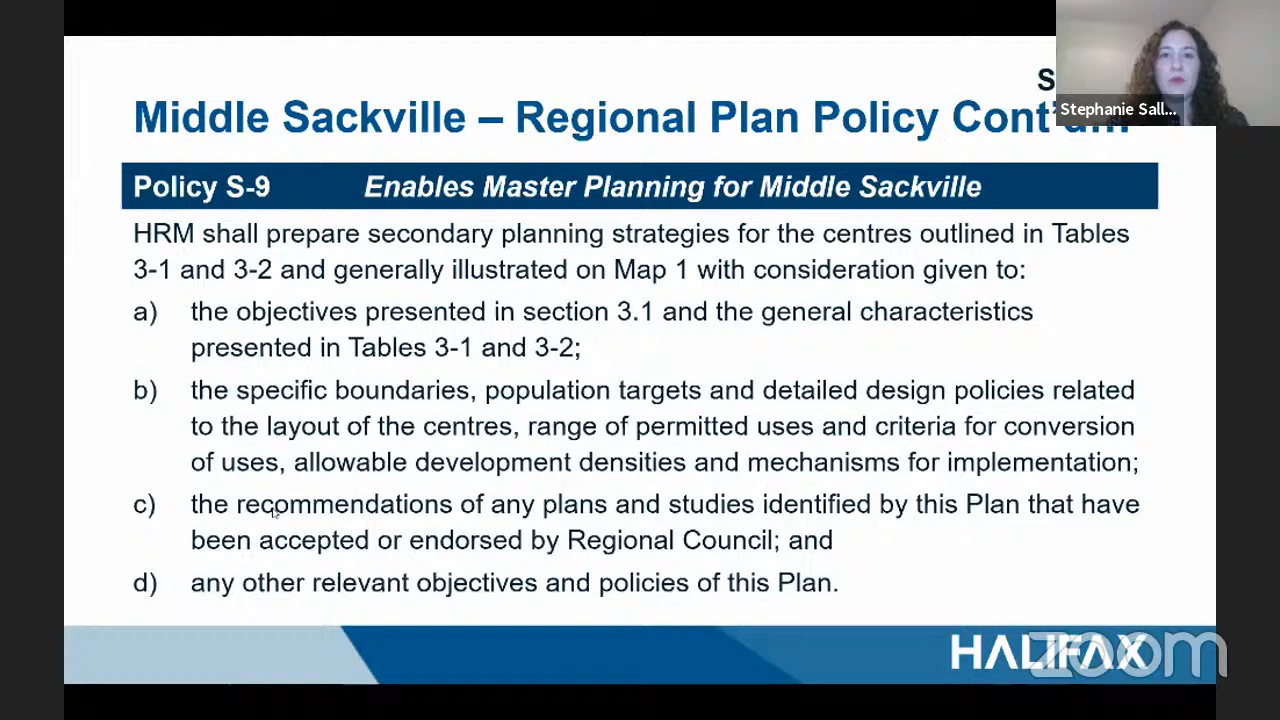 S
Stephanie Sall...
Middle Sackville – Regional Plan Policy Cont'd...
Policy S-9 Enables Master Planning for Middle Sackville
HRM shall prepare secondary planning strategies for the centres outlined in Tables
3-1 and 3-2 and generally illustrated on Map 1 with consideration given to:
a) the objectives presented in section 3.1 and the general characteristics
presented in Tables 3-1 and 3-2;
b) the specific boundaries, population targets and detailed design policies related
to the layout of the centres, range of permitted uses and criteria for conversion
of uses, allowable development densities and mechanisms for implementation;
c) the recommendations of any plans and studies identified by this Plan that have
been accepted or endorsed by Regional Council; and
d) any other relevant objectives and policies of this Plan.
HALIFAX
zoom